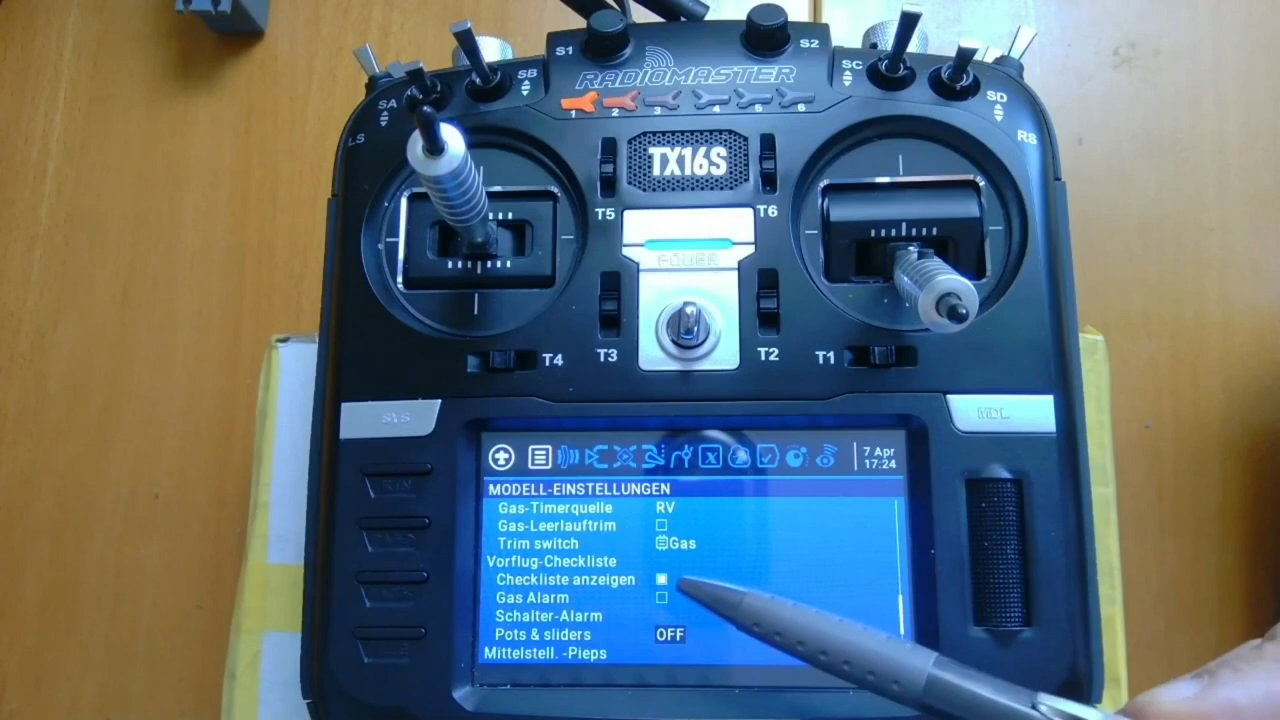 S1
S2
SB
SC
RADIOMASTER
SA
SD
1 2 3 4 5 6
LS
RS
TX16S
T5
T6
POWER
T3
T2
T4
T1
SYS
MDL
7 Apr
17:24
MODELL-EINSTELLUNGEN
Gas-Timerquelle RV
Gas-Leerlauftrim
Trim switch Gas
Vorflug-Checkliste
Checkliste anzeigen
Gas Alarm
Schalter-Alarm
Pots & sliders OFF
Mittelstell. -Pieps